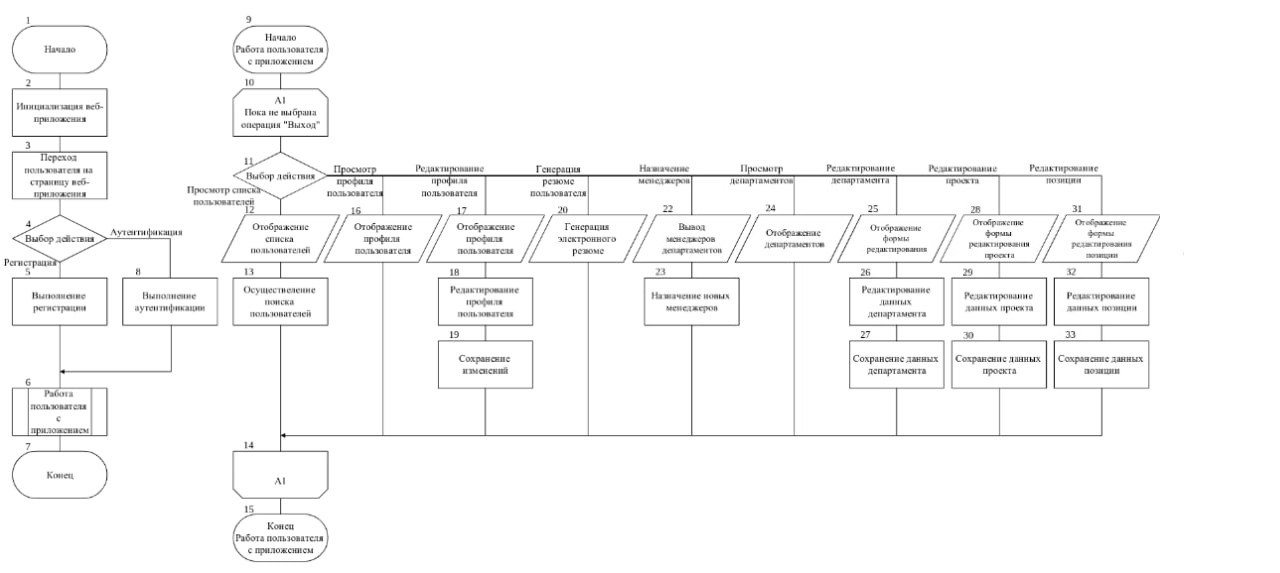 1
Начало
2
Инициализация веб-
приложения
3
Переход
пользователя на
страницу веб-
приложения
4
Выбор действия
Аутентификация
Регистрация
5
Выполнение
регистрации
8
Выполнение
аутентификации
6
Работа
пользователя
с
приложением
7
Конец
9
Начало
Работа пользователя
с приложением
10
А1
Пока не выбрана
операция "Выход"
11
Выбор действия
Просмотр списка
пользователей
Просмотр
профиля
пользователя
Редактирование
профиля
пользователя
Генерация
резюме
пользователя
Назначение
менеджеров
Просмотр
департаментов
Редактирование
департамента
Редактирование
проекта
Редактирование
позиции
12
Отображение
списка
пользователей
13
Осуществеление
поиска
пользователей
16
Отображение
профиля
пользователя
17
Отображение
профиля
пользователя
18
Редактирование
профиля
пользователя
19
Сохранение
изменений
20
Генерация
электронного
резюме
22
Вывод
менеджеров
департаментов
23
Назначение новых
менеджеров
24
Отображение
департаментов
25
Отображение
формы
редактирования
26
Редактирование
данных
департамента
27
Сохранение данных
департамента
28
Отображение
формы
редактирования
проекта
29
Редактирование
данных проекта
30
Сохранение данных
проекта
31
Отображение
формы
редактирования
позиции
32
Редактирование
данных позиции
33
Сохранение данных
позиции
14
А1
15
Конец
Работа пользователя
с приложением